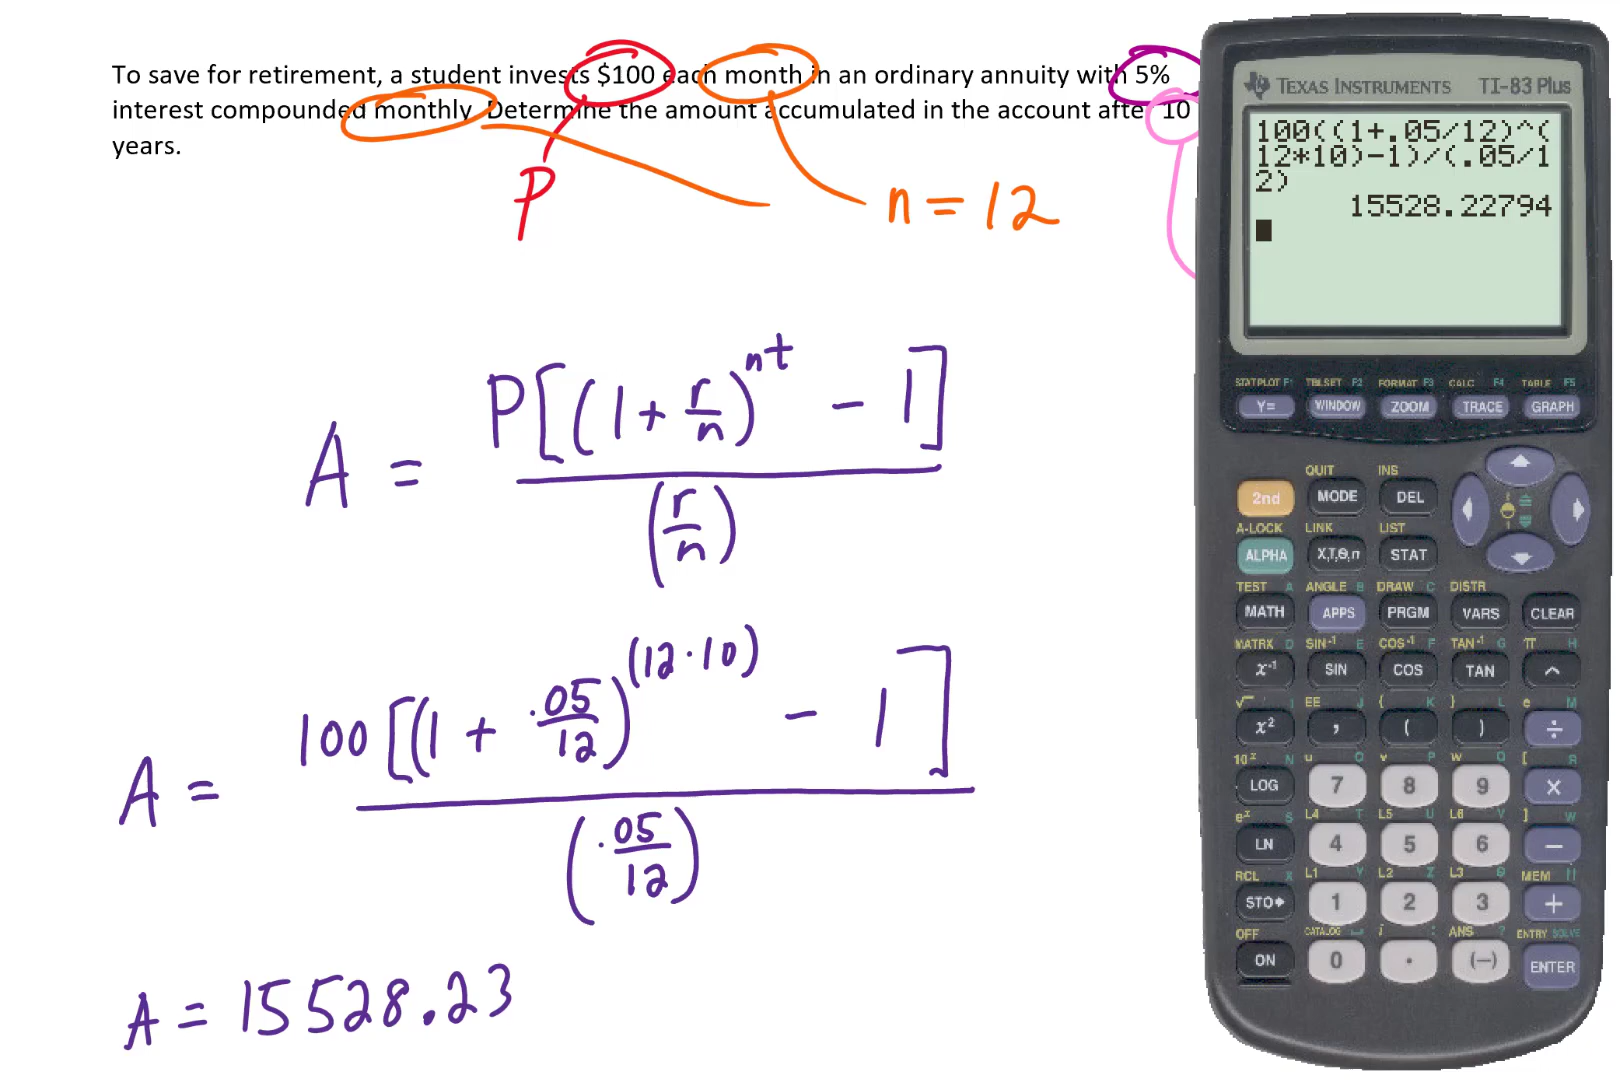 To save for retirement, a student invests $100 each month in an ordinary annuity with 5%
interest compounded monthly. Determine the amount accumulated in the account after 10
years.
P
n = 12
A = P[(1 + r/n)^nt - 1] / (r/n)
A = 100[(1 + .05/12)^(12·10) - 1] / (.05/12)
A = 15528.23
TEXAS INSTRUMENTS TI-83 Plus
100((1+.05/12)^(
12*10)-1)/(.05/1
2)
15528.22794
STAT PLOT F1 TBLSET F2 FORMAT F3 CALC F4 TABLE F5
Y= WINDOW ZOOM TRACE GRAPH
QUIT INS
2nd MODE DEL
A-LOCK LINK LIST
ALPHA X,T,Θ,n STAT
TEST A ANGLE B DRAW C DISTR
MATH APPS PRGM VARS CLEAR
MATRX D SIN-1 E COS-1 F TAN-1 G π H
x-1 SIN COS TAN ^
√ I EE J { K } L e M
x2 , ( ) ÷
10x N u O v P w Q [ R
LOG 7 8 9 ×
ex S L4 T L5 U L6 V ] W
LN 4 5 6 −
RCL X L1 Y L2 Z L3 θ MEM "
STO➔ 1 2 3 +
OFF CATALOG i : ANS ? ENTRY SOLVE
ON 0 . (−) ENTER